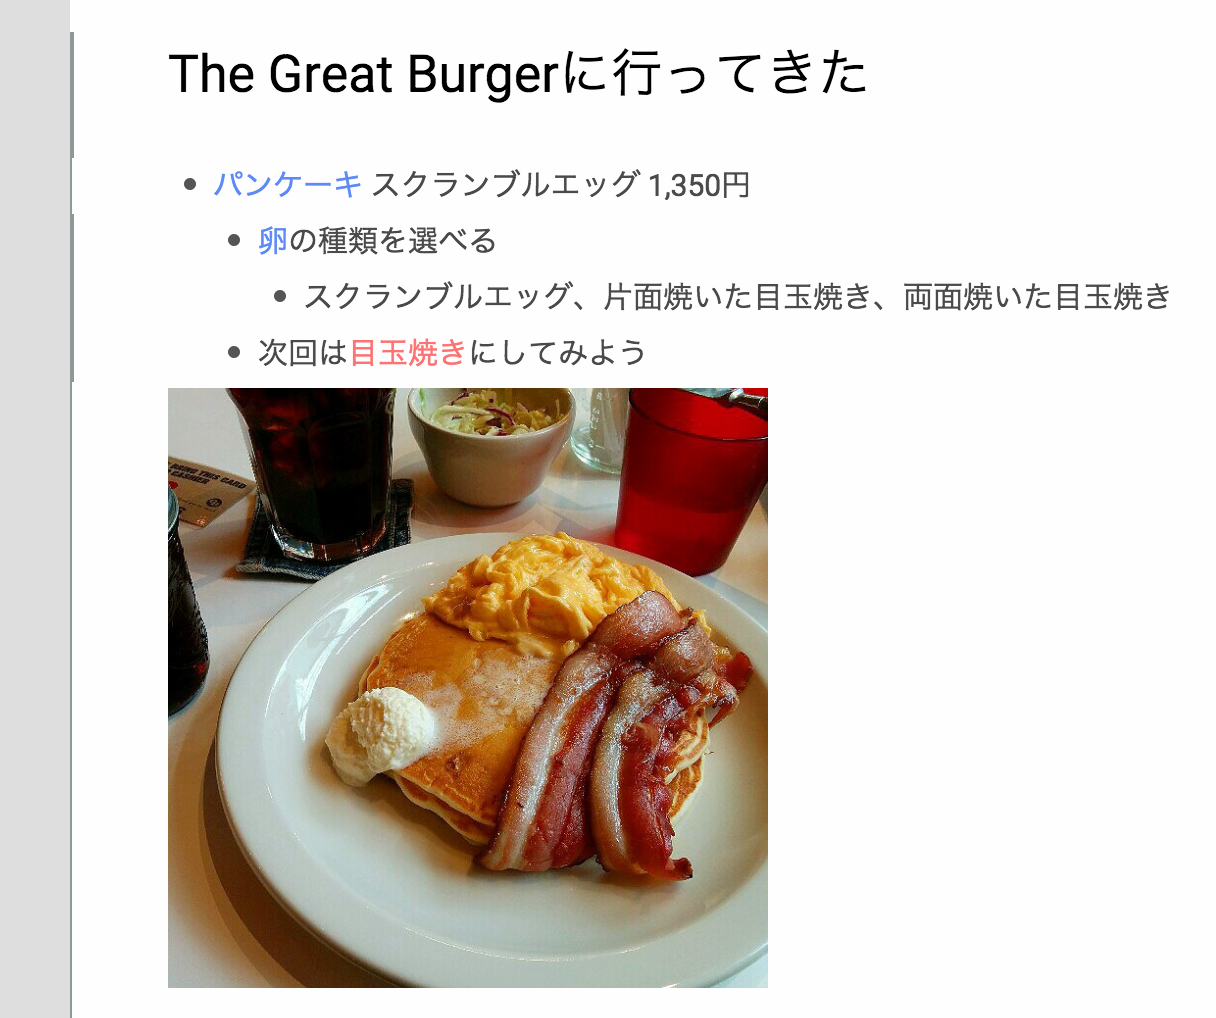 The Great Burgerに行ってきた
パンケーキ スクランブルエッグ 1,350円
卵の種類を選べる
スクランブルエッグ、片面焼いた目玉焼き、両面焼いた目玉焼き
次回は目玉焼きにしてみよう
BRING THIS CARD
CASHIER